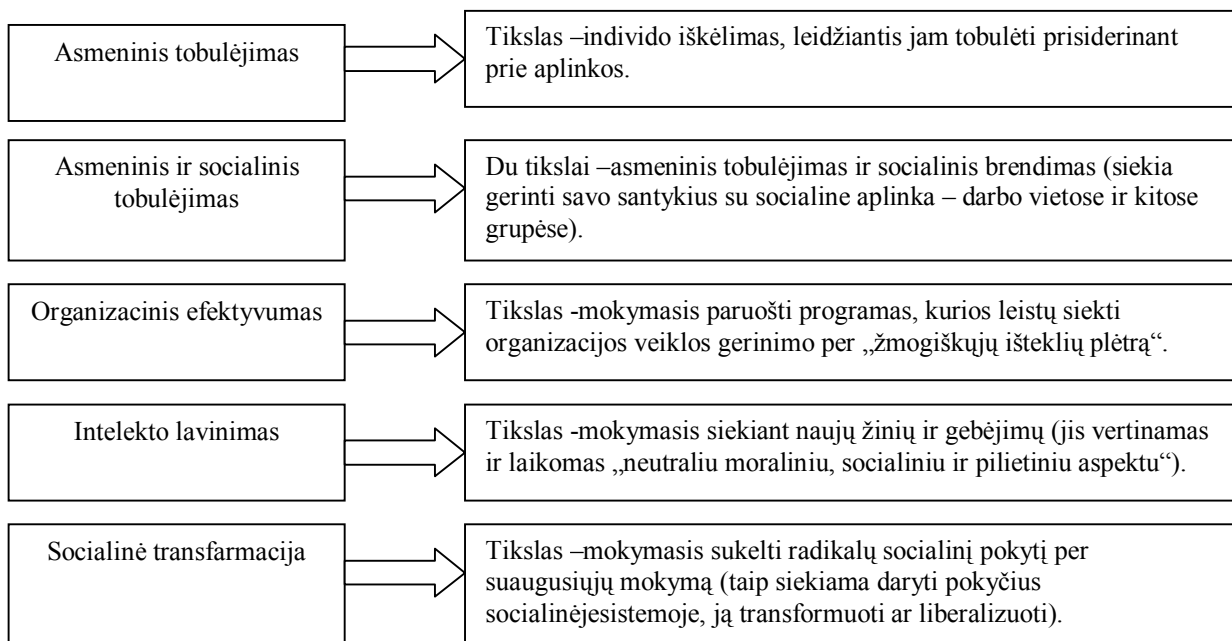 Asmeninis tobulėjimas
Tikslas –individo iškėlimas, leidžiantis jam tobulėti prisiderinant
prie aplinkos.
Asmeninis ir socialinis
tobulėjimas
Du tikslai –asmeninis tobulėjimas ir socialinis brendimas (siekia
gerinti savo santykius su socialine aplinka – darbo vietose ir kitose
grupėse).
Organizacinis efektyvumas
Tikslas -mokymasis paruošti programas, kurios leistų siekti
organizacijos veiklos gerinimo per „žmogiškųjų išteklių plėtrą“.
Intelekto lavinimas
Tikslas -mokymasis siekiant naujų žinių ir gebėjimų (jis vertinamas
ir laikomas „neutraliu moraliniu, socialiniu ir pilietiniu aspektu“).
Socialinė transfarmacija
Tikslas –mokymasis sukelti radikalų socialinį pokytį per
suaugusiųjų mokymą (taip siekiama daryti pokyčius
socialinėjesistemoje, ją transformuoti ar liberalizuoti).